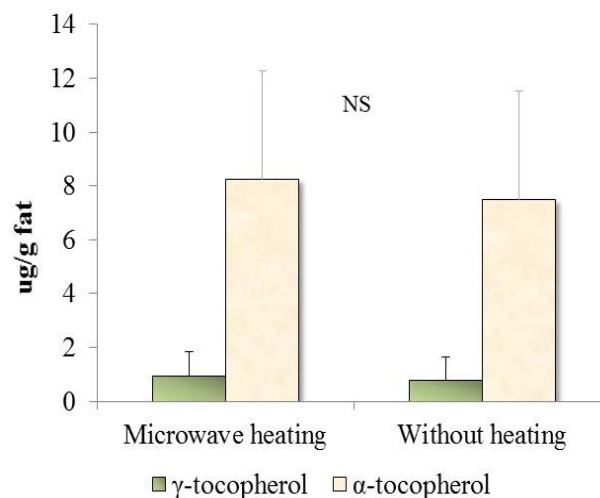 14
12
10
8
6
4
2
0
ug/g fat
NS
Microwave heating
Without heating
γ-tocopherol
α-tocopherol